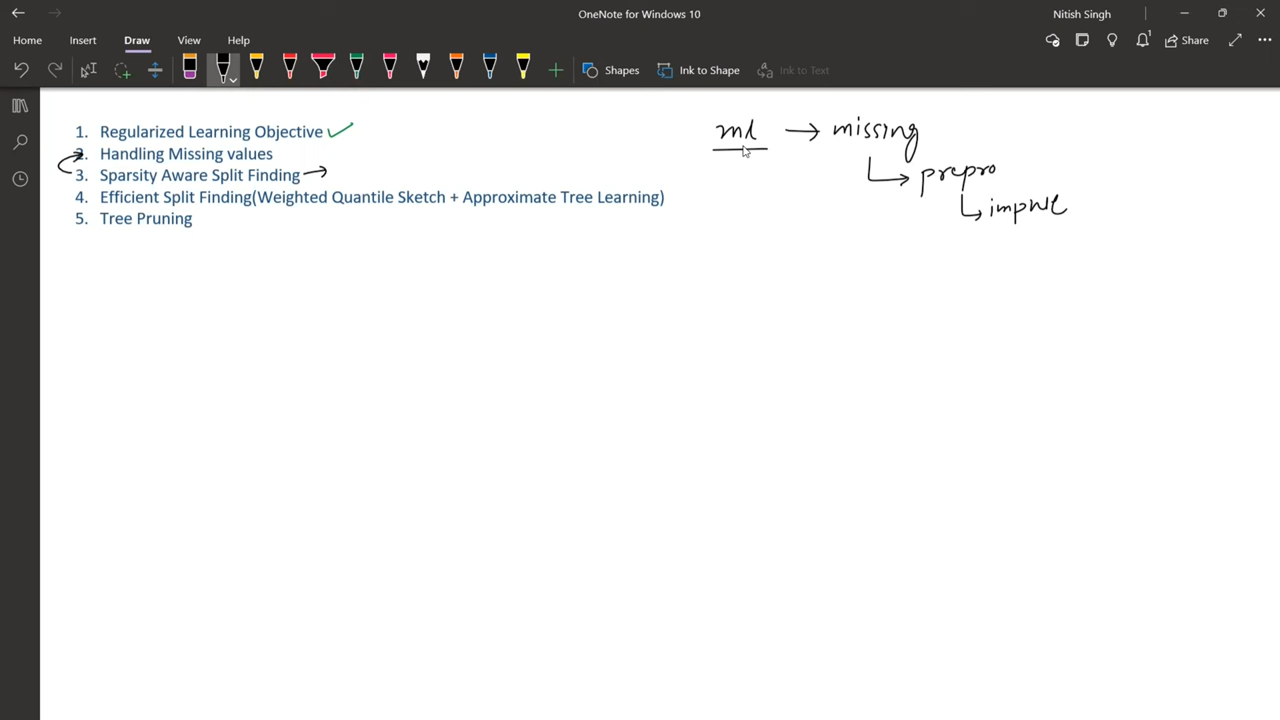 OneNote for Windows 10
Nitish Singh
Home Insert Draw View Help
Share
Shapes Ink to Shape Ink to Text
1. Regularized Learning Objective
2. Handling Missing values
3. Sparsity Aware Split Finding
4. Efficient Split Finding(Weighted Quantile Sketch + Approximate Tree Learning)
5. Tree Pruning
ml → missing
prepro